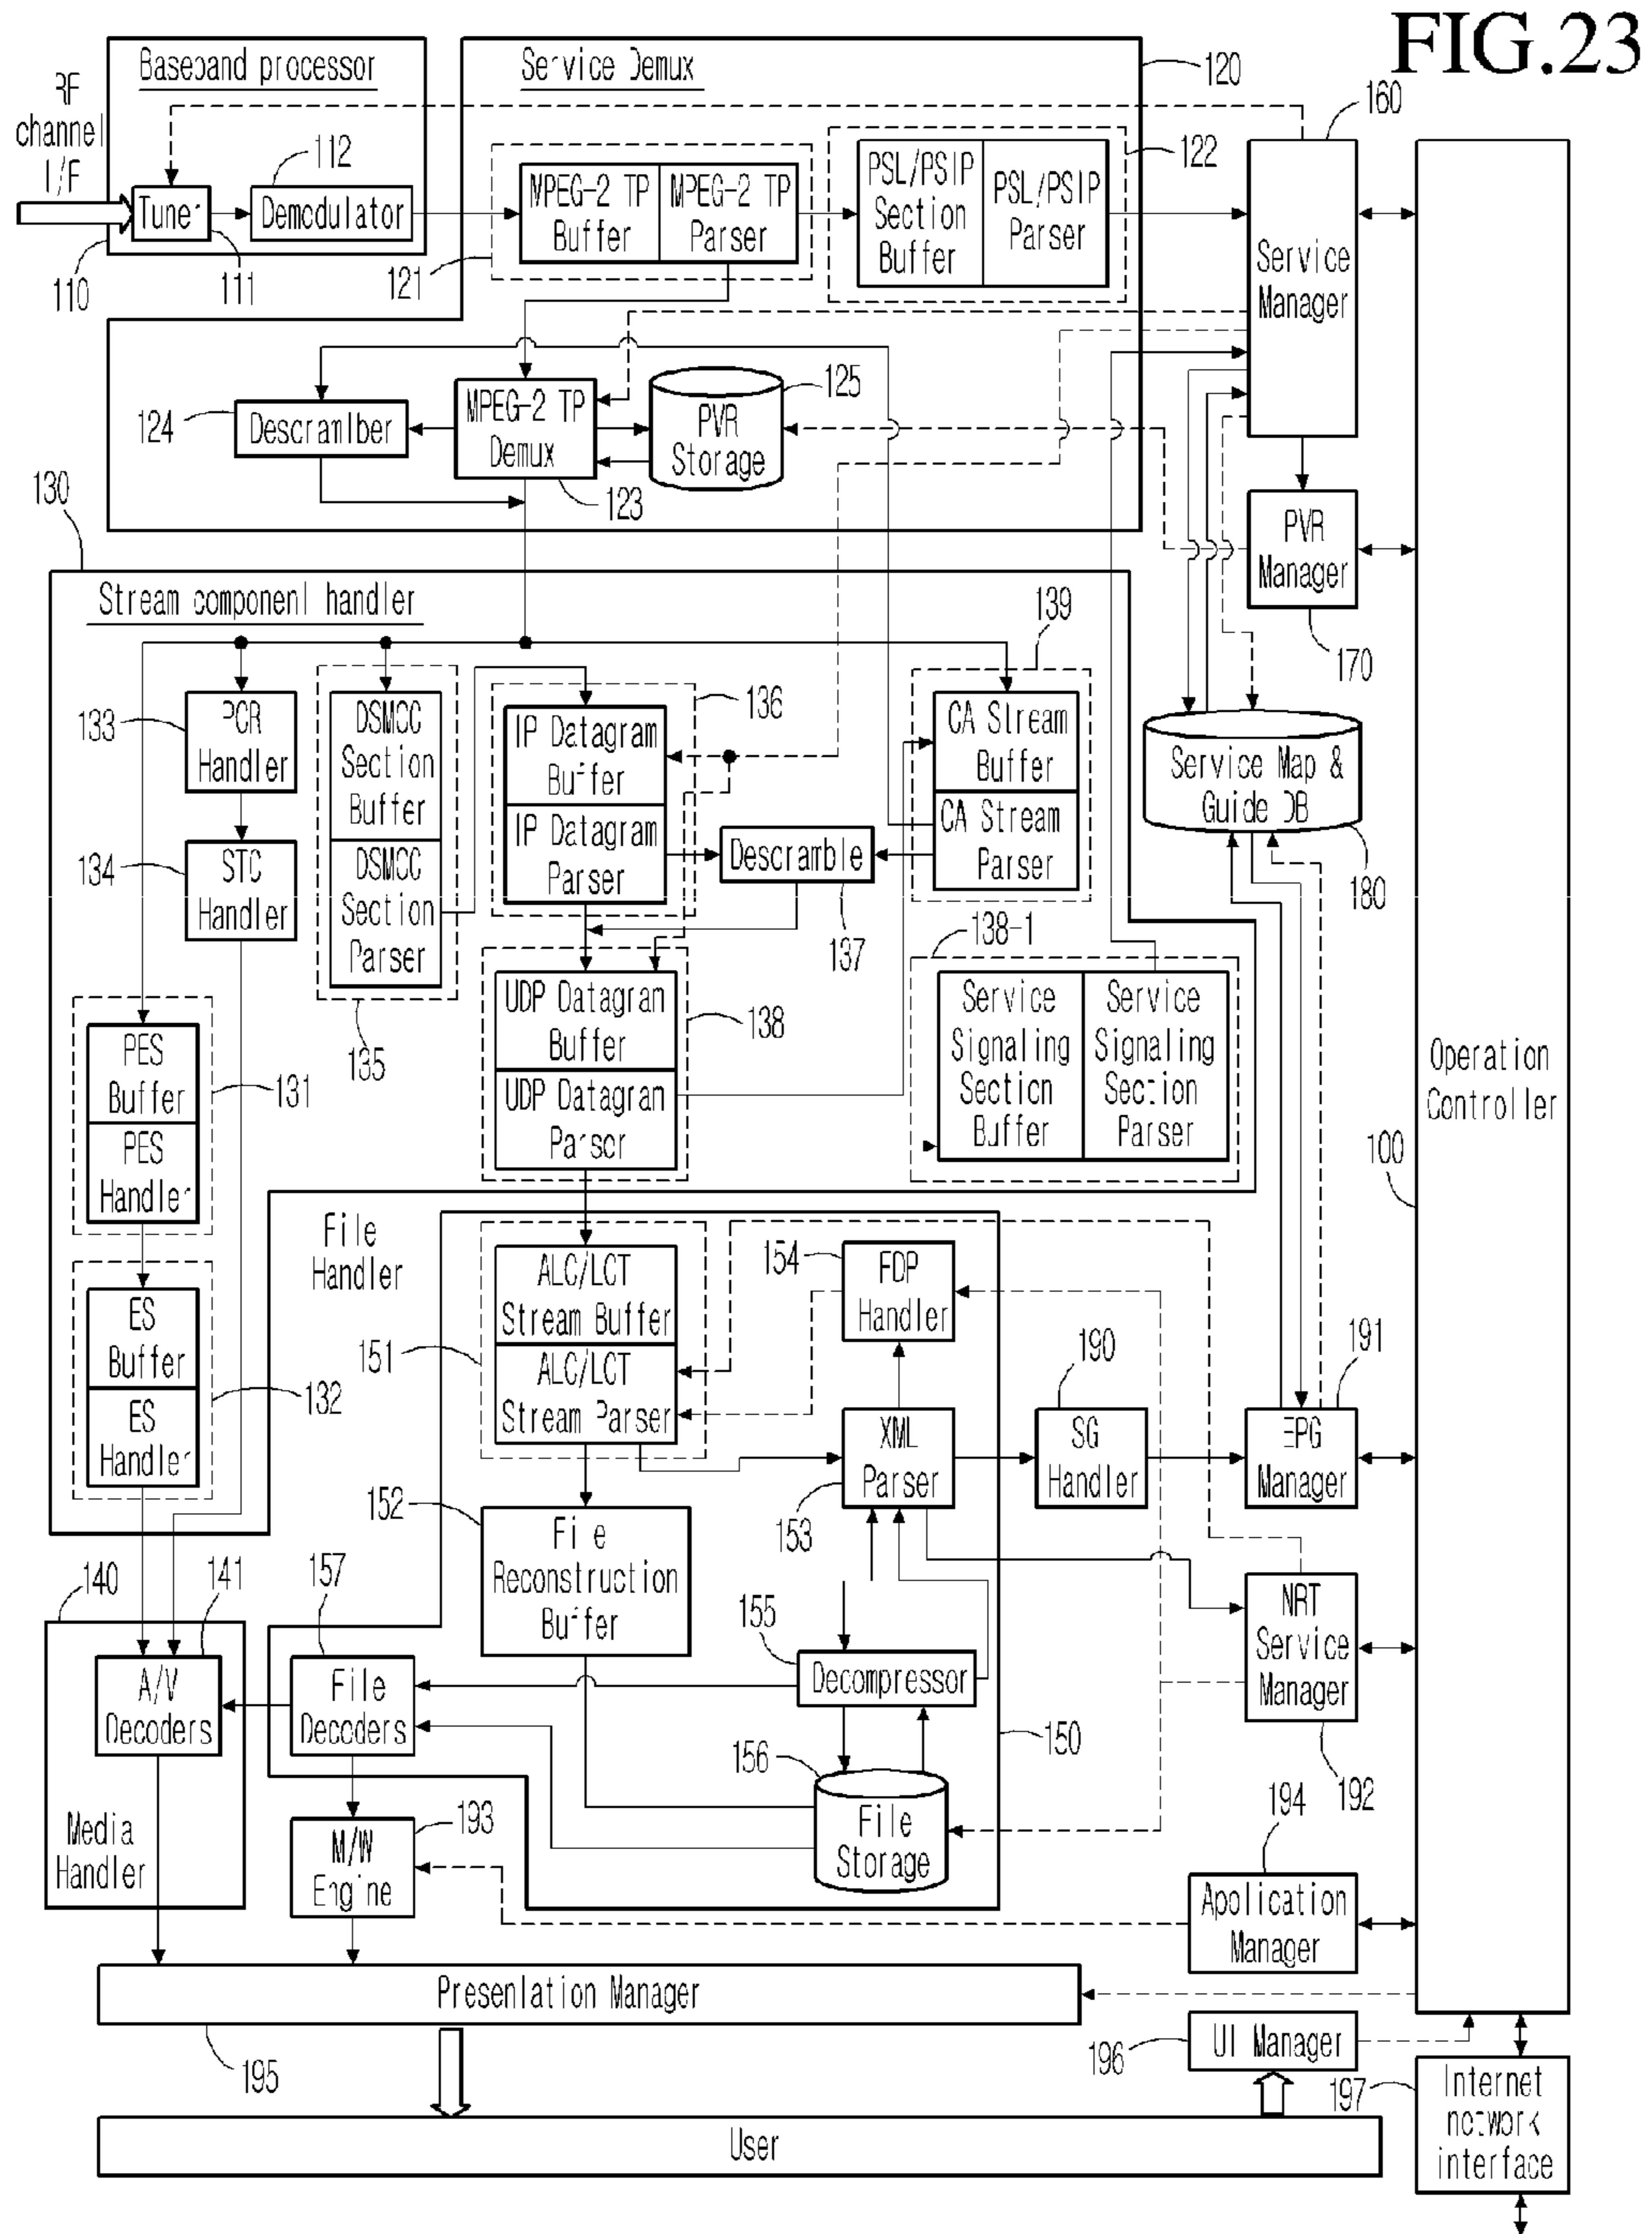 FIG.23
Baseband processor
Service Demux
120
160
RF
channel
I/F
112
122
Tuner
Demodulator
MPEG-2 TP
Buffer
MPEG-2 TP
Parser
PSL/PSIP
Section
Buffer
PSL/PSIP
Parser
Service
Manager
110
111
121
125
124
Descramlber
MPEG-2 TP
Demux
PVR
Storage
123
130
PVR
Manager
170
Stream component handler
139
136
133
PCR
Handler
DSMCC
Section
Buffer
IP Datagram
Buffer
CA Stream
Buffer
Service Map &
Guide DB
180
134
STC
Handler
DSMCC
Section
Parser
IP Datagram
Parser
Descramble
CA Stream
Parser
137
138-1
135
UDP Datagram
Buffer
138
Service
Signaling
Section
Buffer
Service
Signaling
Section
Parser
Operation
Controller
100
PES
Buffer
131
UDP Datagram
Parser
PES
Handler
File
Handler
154
FDP
Handler
ALC/LCT
Stream Buffer
ES
Buffer
132
151
ALC/LCT
Stream Parser
190
191
ES
Handler
XML
Parser
SG
Handler
EPG
Manager
152
153
File
Reconstruction
Buffer
140
141
157
155
NRT
Service
Manager
A/V
Decoders
File
Decoders
Decompressor
150
156
192
Media
Handler
193
M/W
Engine
File
Storage
194
Application
Manager
Presentation Manager
195
196
UI Manager
197
Internet
network
interface
User